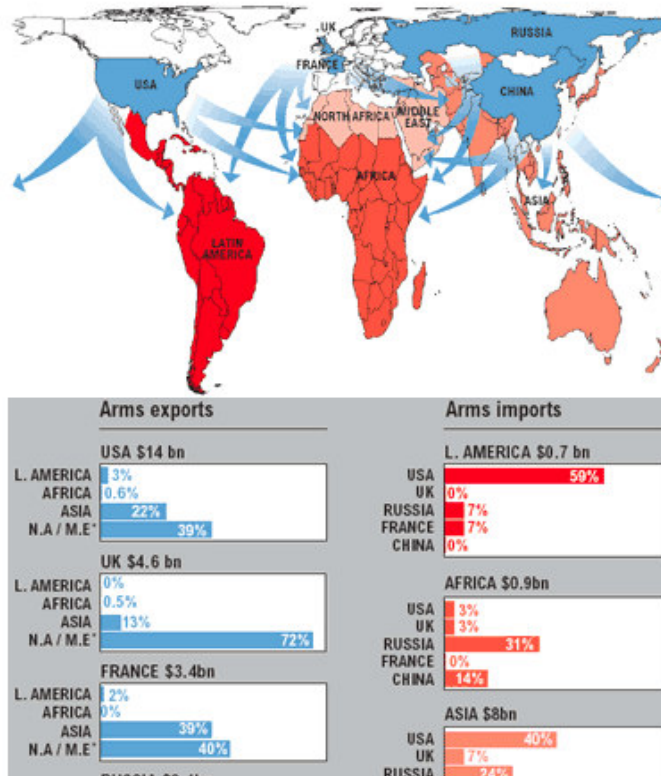 UK
RUSSIA
FRANCE
USA
CHINA
NORTH AFRICA
MIDDLE
EAST
AFRICA
ASIA
LATIN
AMERICA
Arms exports
USA $14 bn
L. AMERICA 3%
AFRICA 0.6%
ASIA 22%
N.A / M.E* 39%
UK $4.6 bn
L. AMERICA 0%
AFRICA 0.5%
ASIA 13%
N.A / M.E* 72%
FRANCE $3.4bn
L. AMERICA 2%
AFRICA 0%
ASIA 39%
N.A / M.E* 40%
Arms imports
L. AMERICA $0.7 bn
USA 59%
UK 0%
RUSSIA 7%
FRANCE 7%
CHINA 0%
AFRICA $0.9bn
USA 3%
UK 3%
RUSSIA 31%
FRANCE 0%
CHINA 14%
ASIA $8bn
USA 40%
UK 7%
RUSSIA 24%